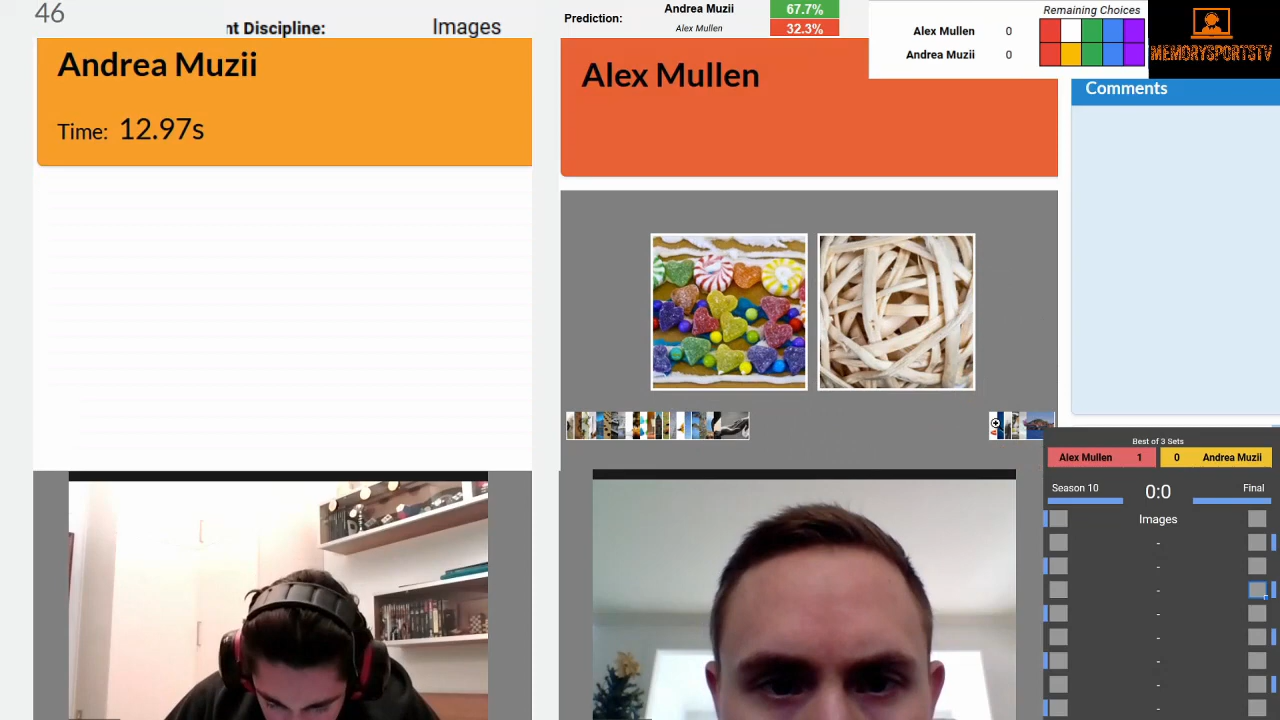 46
nt Discipline:
Images
Prediction:
Andrea Muzii
67.7%
Alex Mullen
32.3%
Remaining Choices
Alex Mullen 0
Andrea Muzii 0
MEMORYSPORTSTV
Andrea Muzii
Time: 12.97s
Alex Mullen
Comments
Best of 3 Sets
Alex Mullen 1
0 Andrea Muzii
Season 10
0:0
Final
Images
-
-
-
-
-
-
-
-